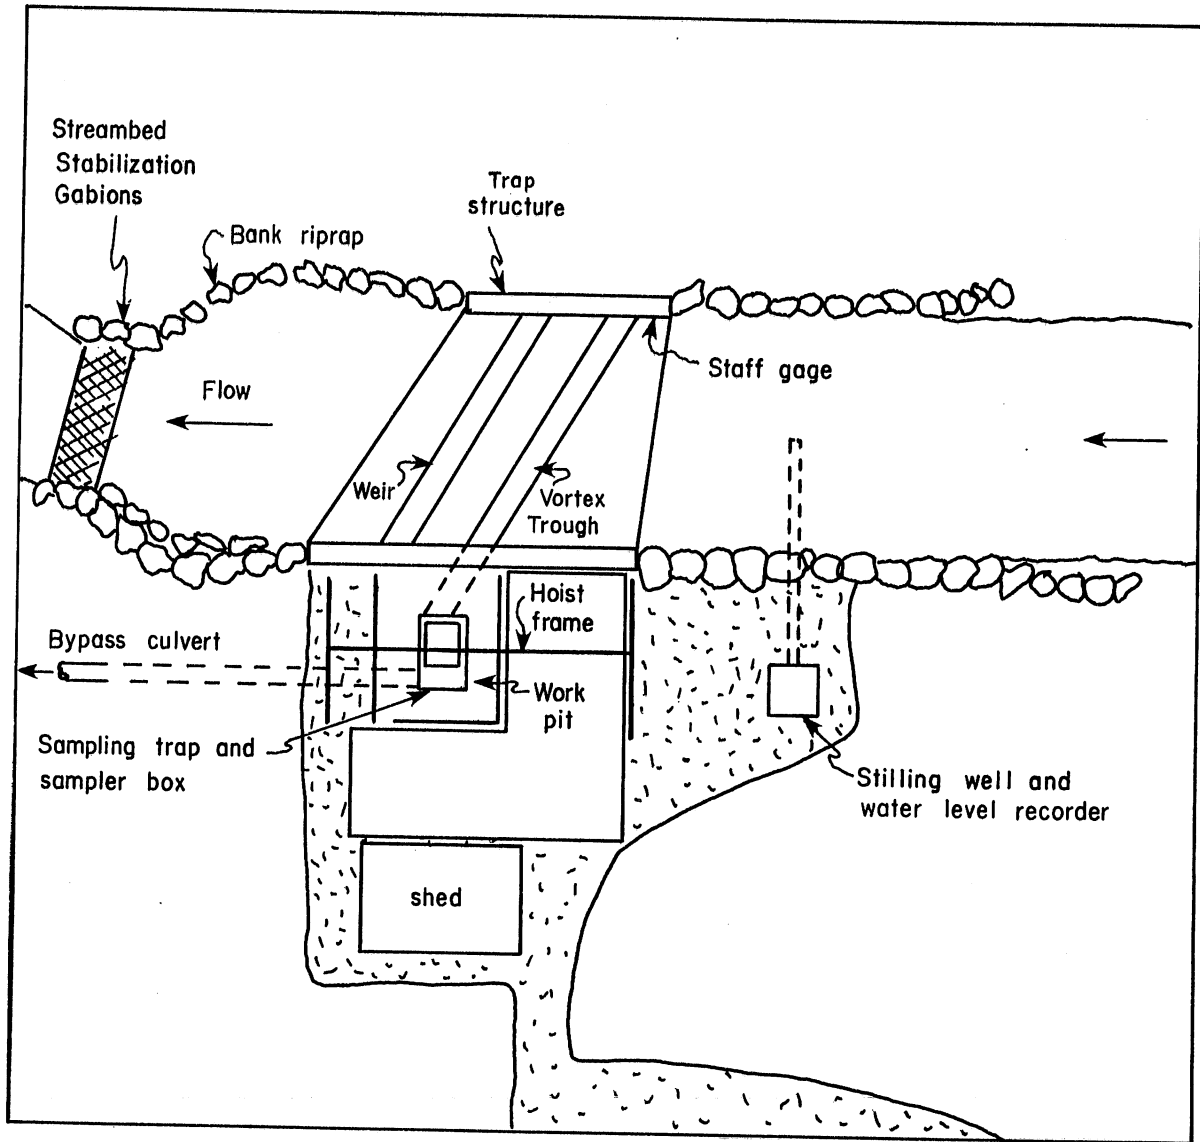 Streambed
Stabilization
Gabions
Bank riprap
Trap
structure
Staff gage
Flow
Weir
Vortex
Trough
Hoist
frame
Bypass culvert
Work
pit
Sampling trap and
sampler box
Stilling well and
water level recorder
shed